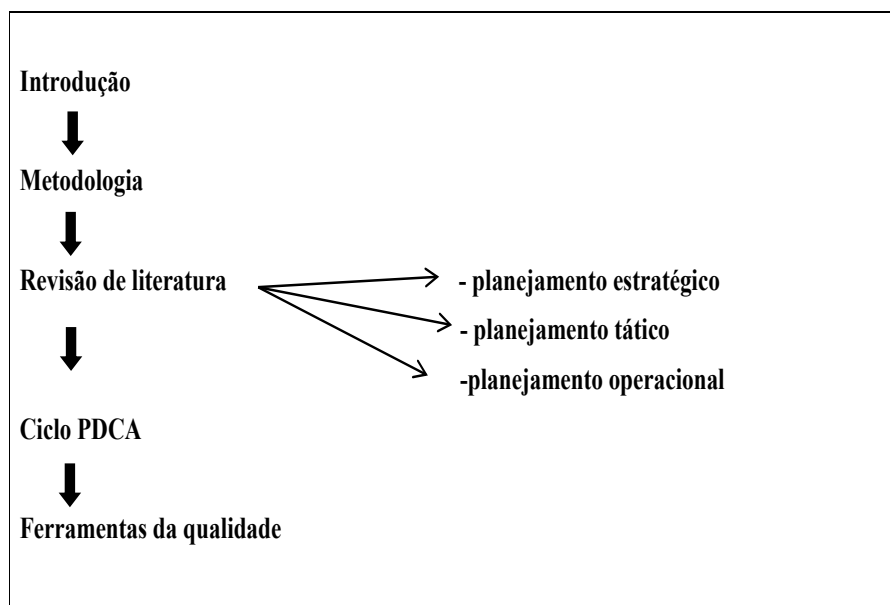 Introdução
Metodologia
Revisão de literatura
- planejamento estratégico
- planejamento tático
-planejamento operacional
Ciclo PDCA
Ferramentas da qualidade